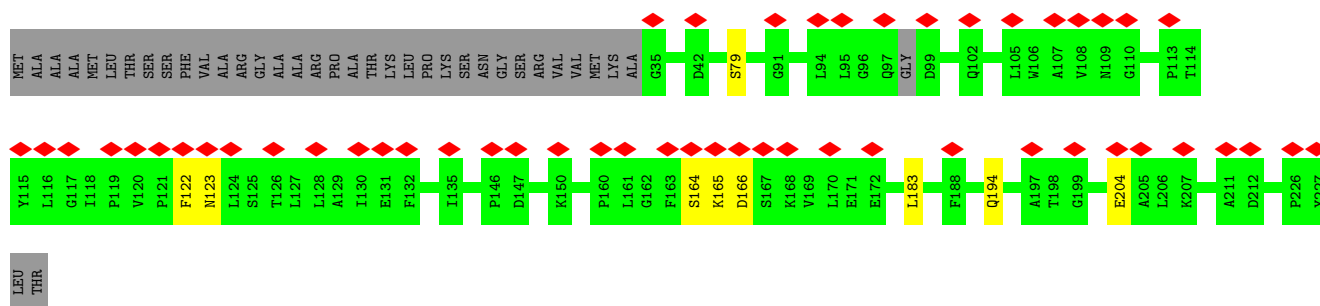 MET ALA ALA ALA MET LEU THR SER SER PHE VAL ALA ARG GLY ALA ALA ARG PRO ALA THR LYS LEU PRO LYS SER ASN GLY SER ARG VAL VAL MET LYS ALA G35 D42 S79 G91 L94 L95 G96 Q97 GLY D99 Q102 L105 W106 A107 V108 N109 G110 P113 T114
Y115 L116 G117 I118 P119 V120 P121 F122 N123 L124 S125 T126 L127 L128 A129 I130 E131 F132 I135 P146 D147 K150 P160 L161 G162 F163 S164 K165 D166 S167 K168 V169 L170 E171 E172 L183 F188 Q194 A197 T198 G199 E204 A205 L206 K207 A211 D212 P226
LEU THR